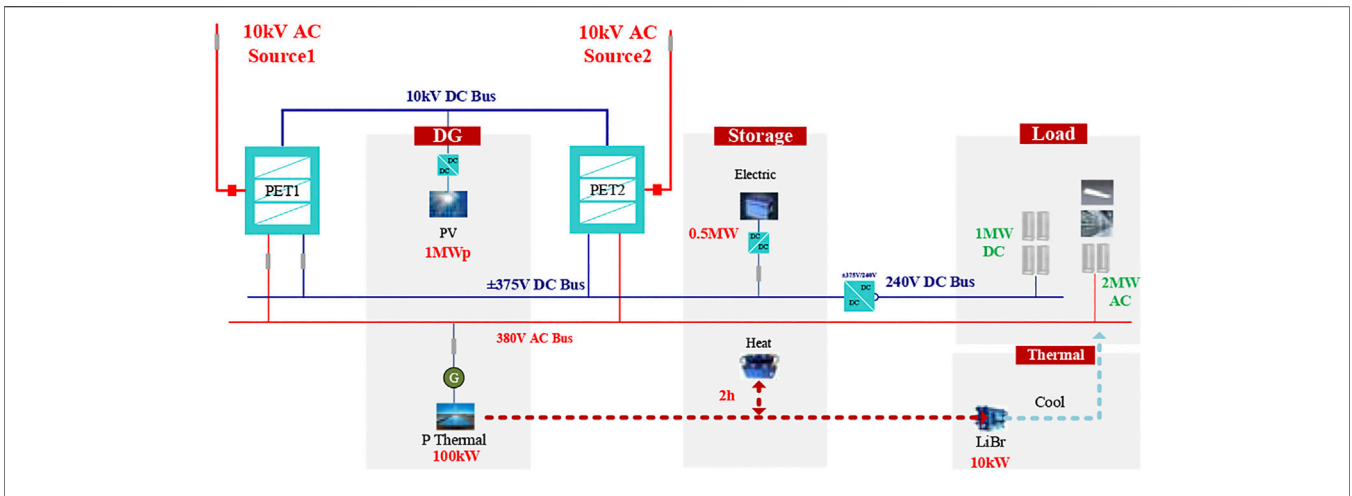 10kV AC
Source1
10kV AC
Source2
10kV DC Bus
DG
Storage
Load
DC
DC
PET1
PET2
PV
1MWp
Electric
0.5MW
DC
DC
1MW
DC
2MW
AC
±375V DC Bus
±375V/240V
DC
DC
240V DC Bus
380V AC Bus
G
P Thermal
100kW
Heat
2h
Thermal
Cool
LiBr
10kW